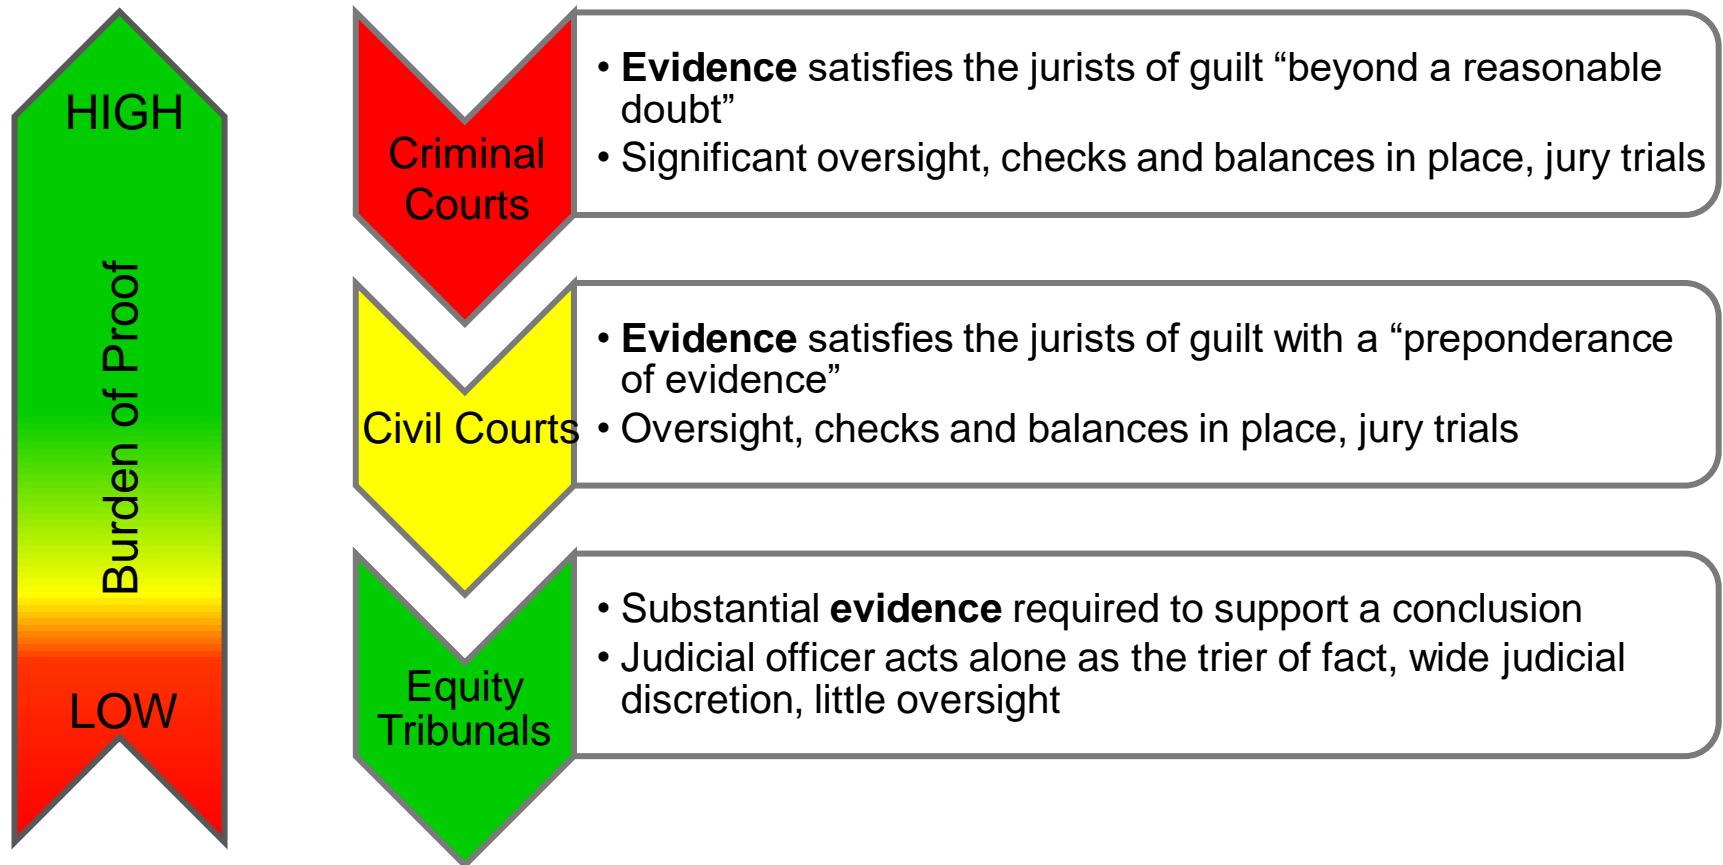 HIGH
Burden of Proof
LOW
Criminal
Courts
• Evidence satisfies the jurists of guilt “beyond a reasonable
doubt”
• Significant oversight, checks and balances in place, jury trials
Civil Courts
• Evidence satisfies the jurists of guilt with a “preponderance
of evidence”
• Oversight, checks and balances in place, jury trials
Equity
Tribunals
• Substantial evidence required to support a conclusion
• Judicial officer acts alone as the trier of fact, wide judicial
discretion, little oversight